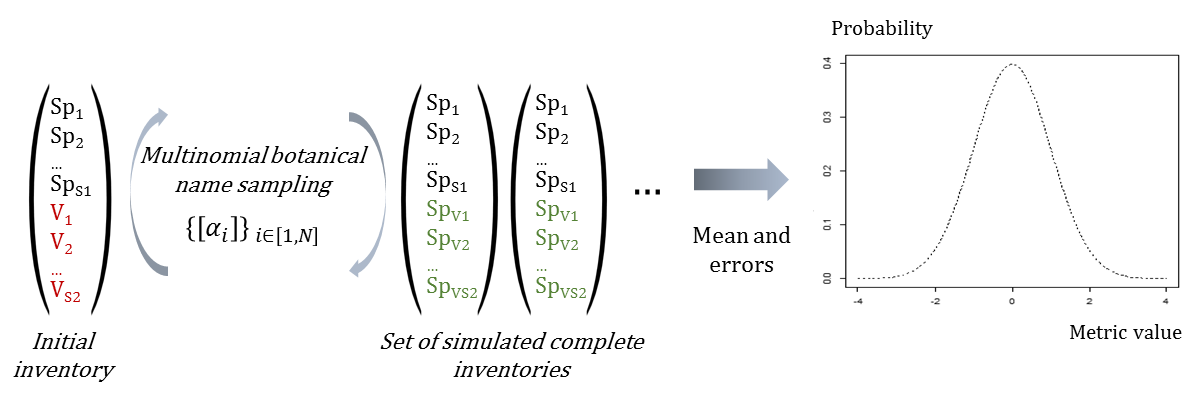 Sp1
Sp2
...
SpS1
V1
V2
...
VS2
Initial
inventory
Multinomial botanical
name sampling
{[αi]} i∈[1,N]
Sp1
Sp2
...
SpS1
SpV1
SpV2
...
SpVS2
Sp1
Sp2
...
SpS1
SpV1
SpV2
...
SpVS2
...
Set of simulated complete
inventories
Mean and
errors
Probability
0.4
0.3
0.2
0.1
0.0
-4 -2 0 2 4
Metric value